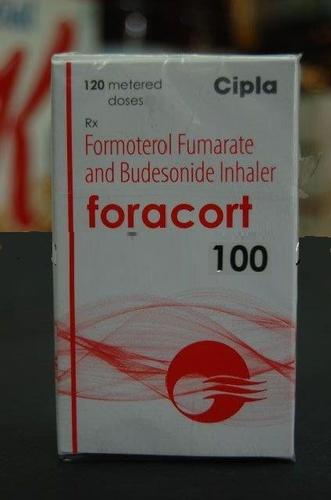 120 metered
doses
Cipla
Rx
Formoterol Fumarate
and Budesonide Inhaler
foracort
100